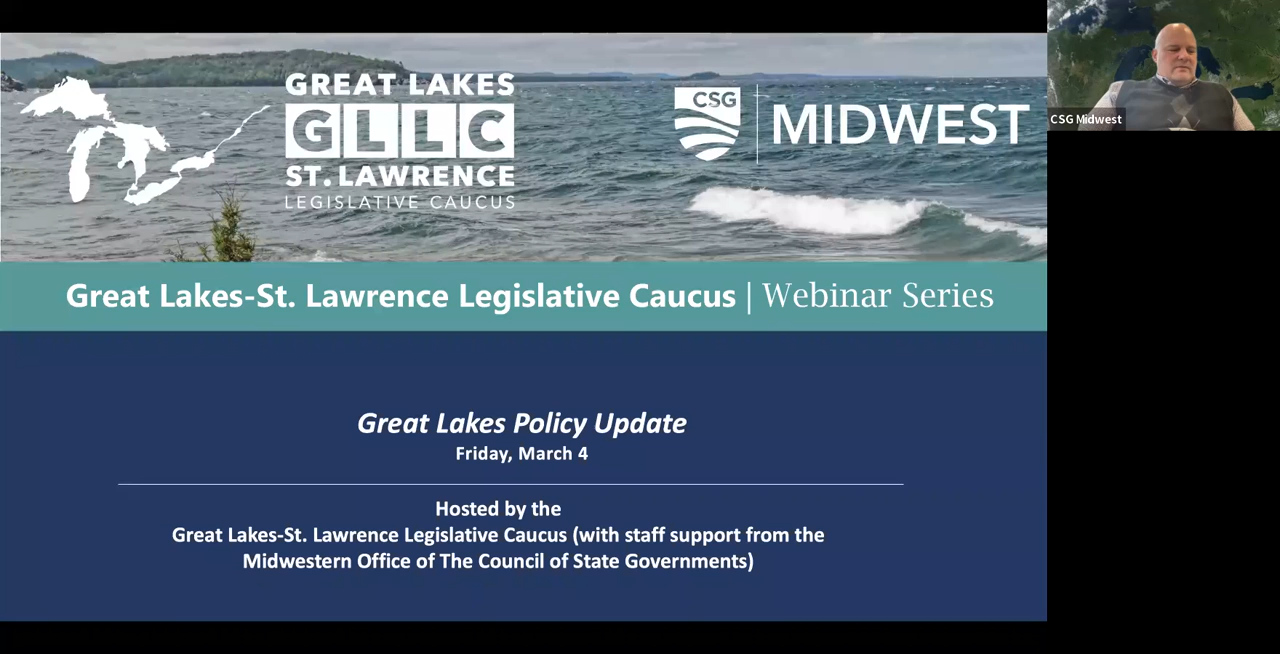 GREAT LAKES
GLLC
ST. LAWRENCE
LEGISLATIVE CAUCUS
CSG
MIDWEST
CSG Midwest
Great Lakes-St. Lawrence Legislative Caucus | Webinar Series
Great Lakes Policy Update
Friday, March 4
Hosted by the
Great Lakes-St. Lawrence Legislative Caucus (with staff support from the
Midwestern Office of The Council of State Governments)